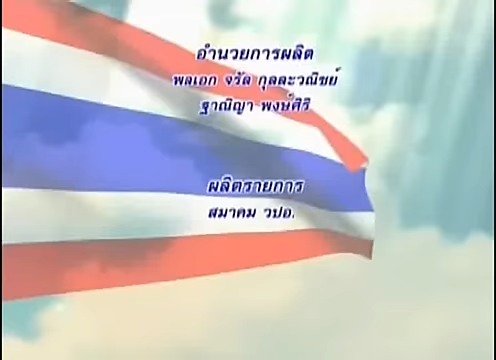 อำนวยการผลิต
พลเอก จรัล กุลละวณิชย์
ฐาณิญา พงษ์ศิริ
ผลิตรายการ
สมาคม วปอ.